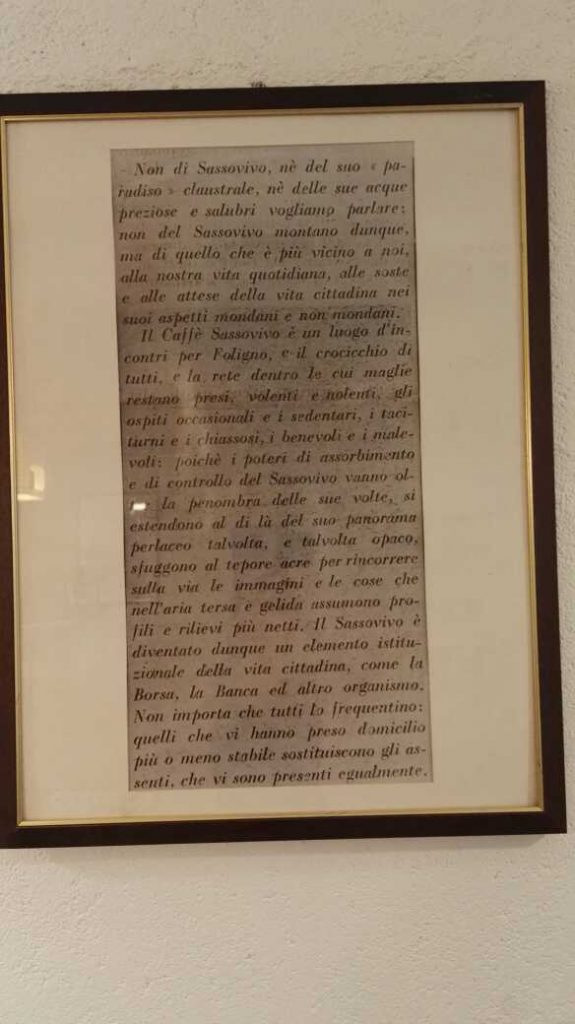 - Non di Sassovivo, nè del suo « pa-
radiso » claustrale, nè delle sue acque
preziose e salubri vogliamo parlare:
non del Sassovivo montano dunque,
ma di quello che è più vicino a noi,
alla nostra vita quotidiana, alle soste
e alle attese della vita cittadina nei
suoi aspetti mondani e non mondani.
Il Caffè Sassovivo è un luogo d'in-
contri per Foligno, è il crocicchio di
tutti, è la rete dentro le cui maglie
restano presi, volenti e nolenti, gli
ospiti occasionali e i sedentari, i taci-
turni e i chiassosi, i benevoli e i male-
voli: poichè i poteri di assorbimento
e di controllo del Sassovivo vanno ol-
la penombra delle sue volte, si
estendono al di là del suo panorama
perlaceo talvolta, e talvolta opaco,
sfuggono al tepore acre per rincorrere
sulla via le immagini e le cose che
nell'aria tersa e gelida assumono pro-
fili e rilievi più netti. Il Sassovivo è
diventato dunque un elemento istitu-
zionale della vita cittadina, come la
Borsa, la Banca ed altro organismo.
Non importa che tutti lo frequentino:
quelli che vi hanno preso domicilio
più o meno stabile sostituiscono gli as-
senti, che vi sono presenti egualmente.